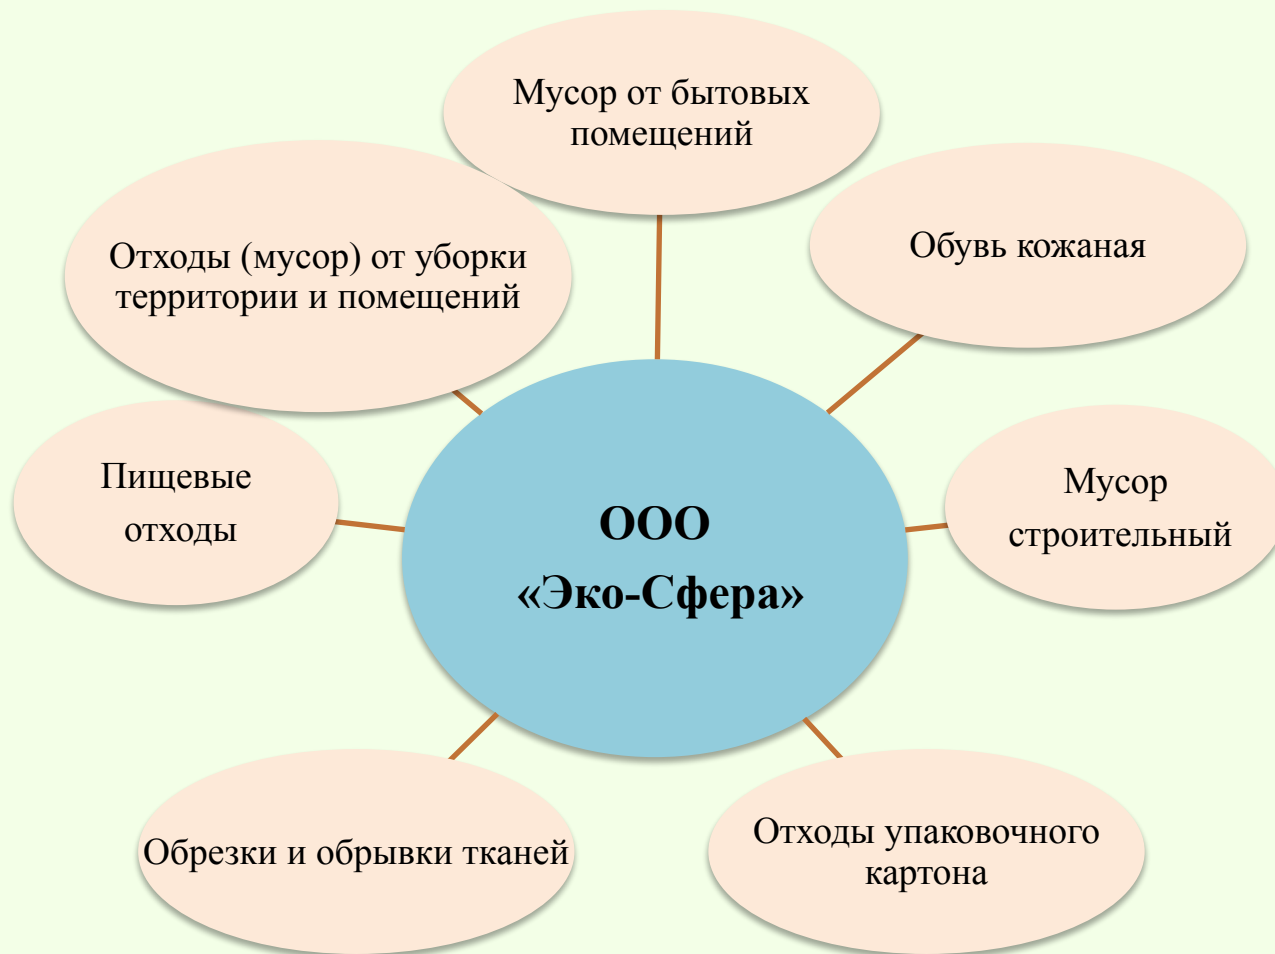 Мусор от бытовых
помещений
Обувь кожаная
Отходы (мусор) от уборки
территории и помещений
Пищевые
отходы
Мусор
строительный
ООО
«Эко-Сфера»
Обрезки и обрывки тканей
Отходы упаковочного
картона